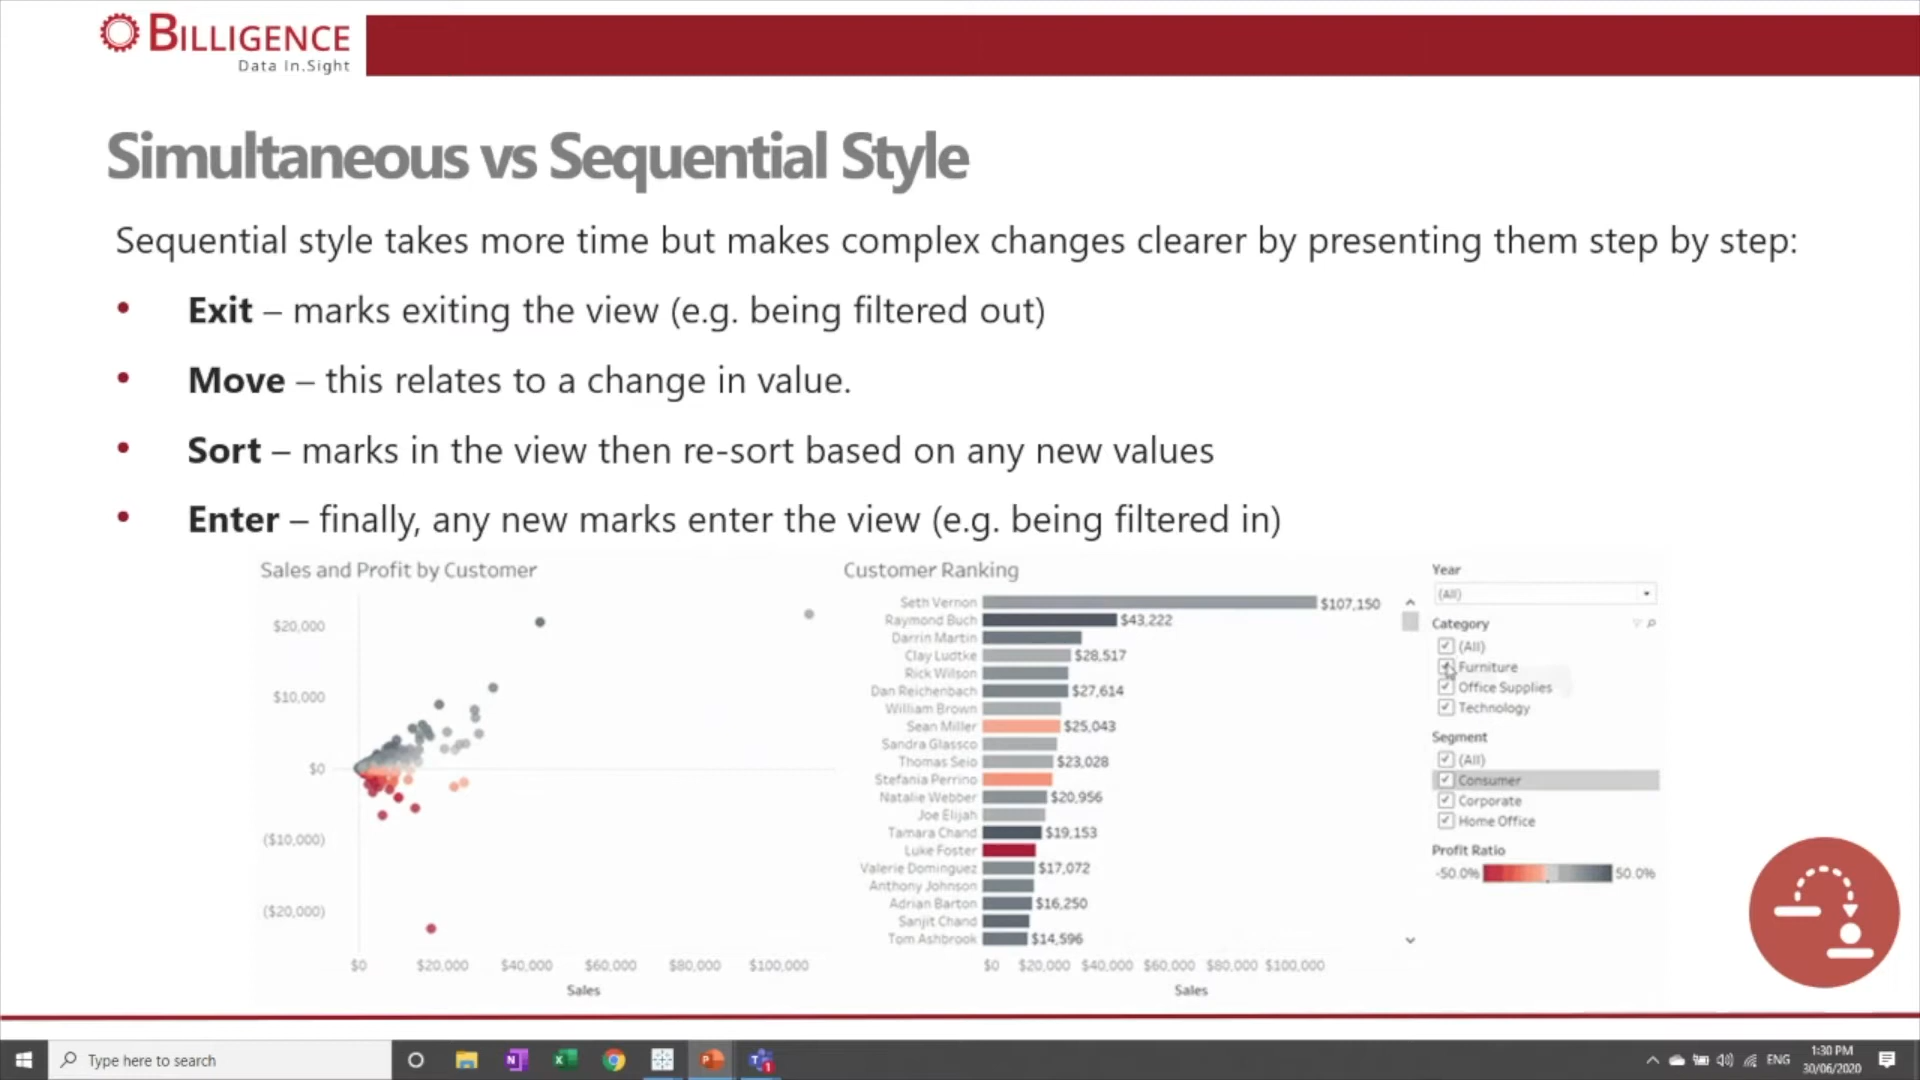 BILLIGENCE
Data In.Sight
Simultaneous vs Sequential Style
Sequential style takes more time but makes complex changes clearer by presenting them step by step:
• Exit – marks exiting the view (e.g. being filtered out)
• Move – this relates to a change in value.
• Sort – marks in the view then re-sort based on any new values
• Enter – finally, any new marks enter the view (e.g. being filtered in)
Sales and Profit by Customer
$20,000
$10,000
$0
($10,000)
($20,000)
$0 $20,000 $40,000 $60,000 $80,000 $100,000
Sales
Customer Ranking
Seth Vernon $107,150
Raymond Buch $43,222
Darrin Martin
Clay Ludtke $28,517
Rick Wilson
Dan Reichenbach $27,614
William Brown
Sean Miller $25,043
Sandra Glassco
Thomas Seio $23,028
Stefania Perrino
Natalie Webber $20,956
Joe Elijah
Tamara Chand $19,153
Luke Foster
Valerie Dominguez $17,072
Anthony Johnson
Adrian Barton $16,250
Sanjit Chand
Tom Ashbrook $14,596
$0 $20,000 $40,000 $60,000 $80,000 $100,000
Sales
Year
(All)
Category
(All)
Furniture
Office Supplies
Technology
Segment
(All)
Consumer
Corporate
Home Office
Profit Ratio
-50.0% 50.0%
Type here to search
ENG
1:30 PM
30/06/2020